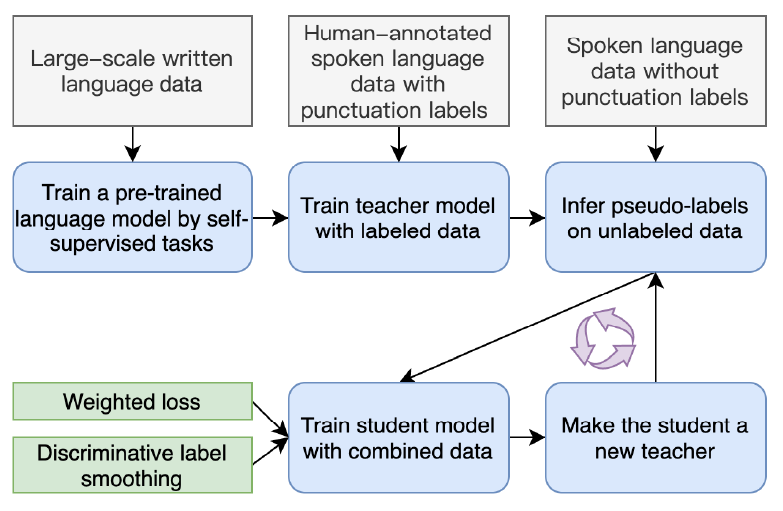 Large-scale written
language data
Human-annotated
spoken language
data with
punctuation labels
Spoken language
data without
punctuation labels
Train a pre-trained
language model by self-
supervised tasks
Train teacher model
with labeled data
Infer pseudo-labels
on unlabeled data
Weighted loss
Discriminative label
smoothing
Train student model
with combined data
Make the student a
new teacher